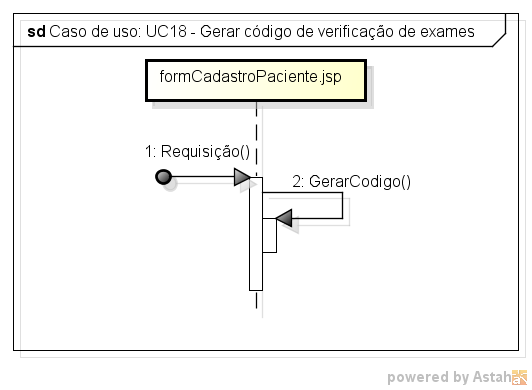 sd Caso de uso: UC18 - Gerar código de verificação de exames
formCadastroPaciente.jsp
1: Requisição()
2: GerarCodigo()
powered by Astah